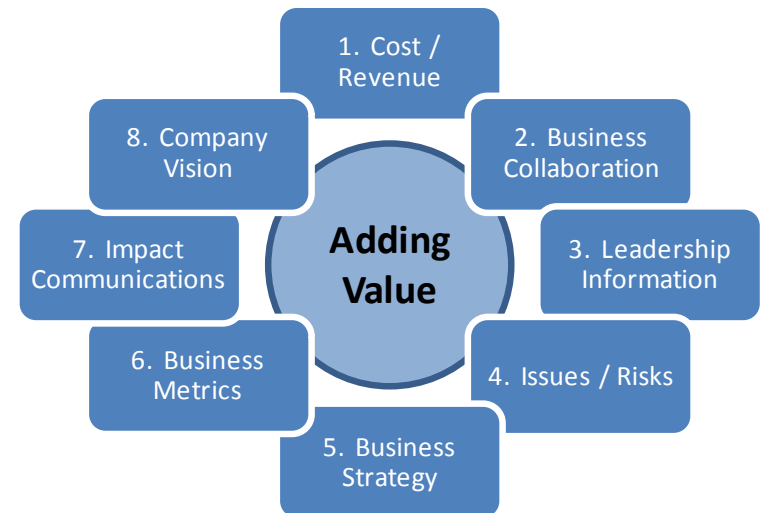 1. Cost /
Revenue
2. Business
Collaboration
3. Leadership
Information
4. Issues / Risks
5. Business
Strategy
6. Business
Metrics
7. Impact
Communications
8. Company
Vision
Adding
Value